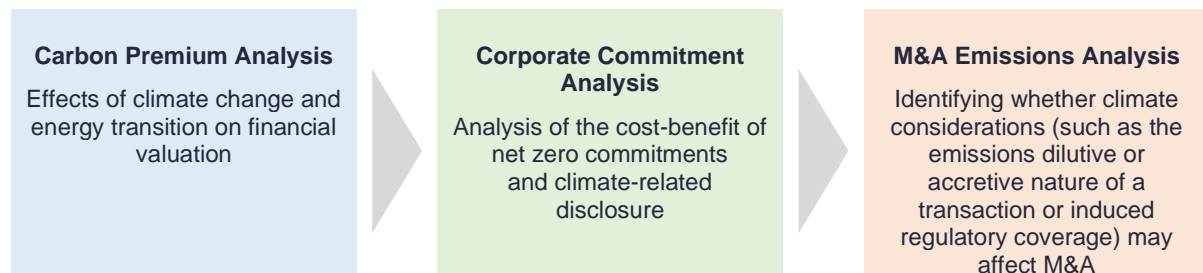 Carbon Premium Analysis
Effects of climate change and
energy transition on financial
valuation
Corporate Commitment
Analysis
Analysis of the cost-benefit of
net zero commitments
and climate-related
disclosure
M&A Emissions Analysis
Identifying whether climate
considerations (such as the
emissions dilutive or
accretive nature of a
transaction or induced
regulatory coverage) may
affect M&A